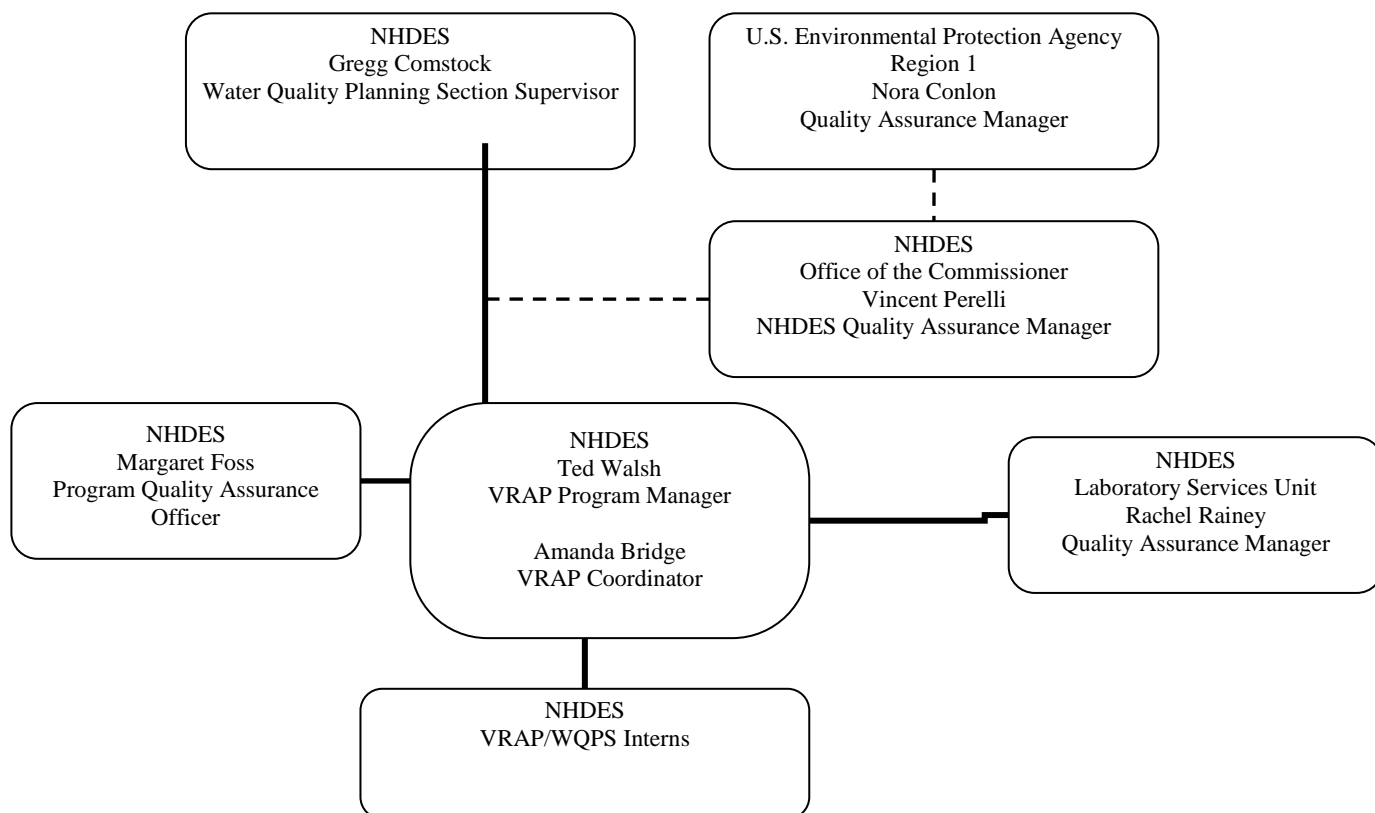 NHDES
Gregg Comstock
Water Quality Planning Section Supervisor
U.S. Environmental Protection Agency
Region 1
Nora Conlon
Quality Assurance Manager
NHDES
Office of the Commissioner
Vincent Perelli
NHDES Quality Assurance Manager
NHDES
Margaret Foss
Program Quality Assurance
Officer
NHDES
Ted Walsh
VRAP Program Manager
Amanda Bridge
VRAP Coordinator
NHDES
Laboratory Services Unit
Rachel Rainey
Quality Assurance Manager
NHDES
VRAP/WQPS Interns